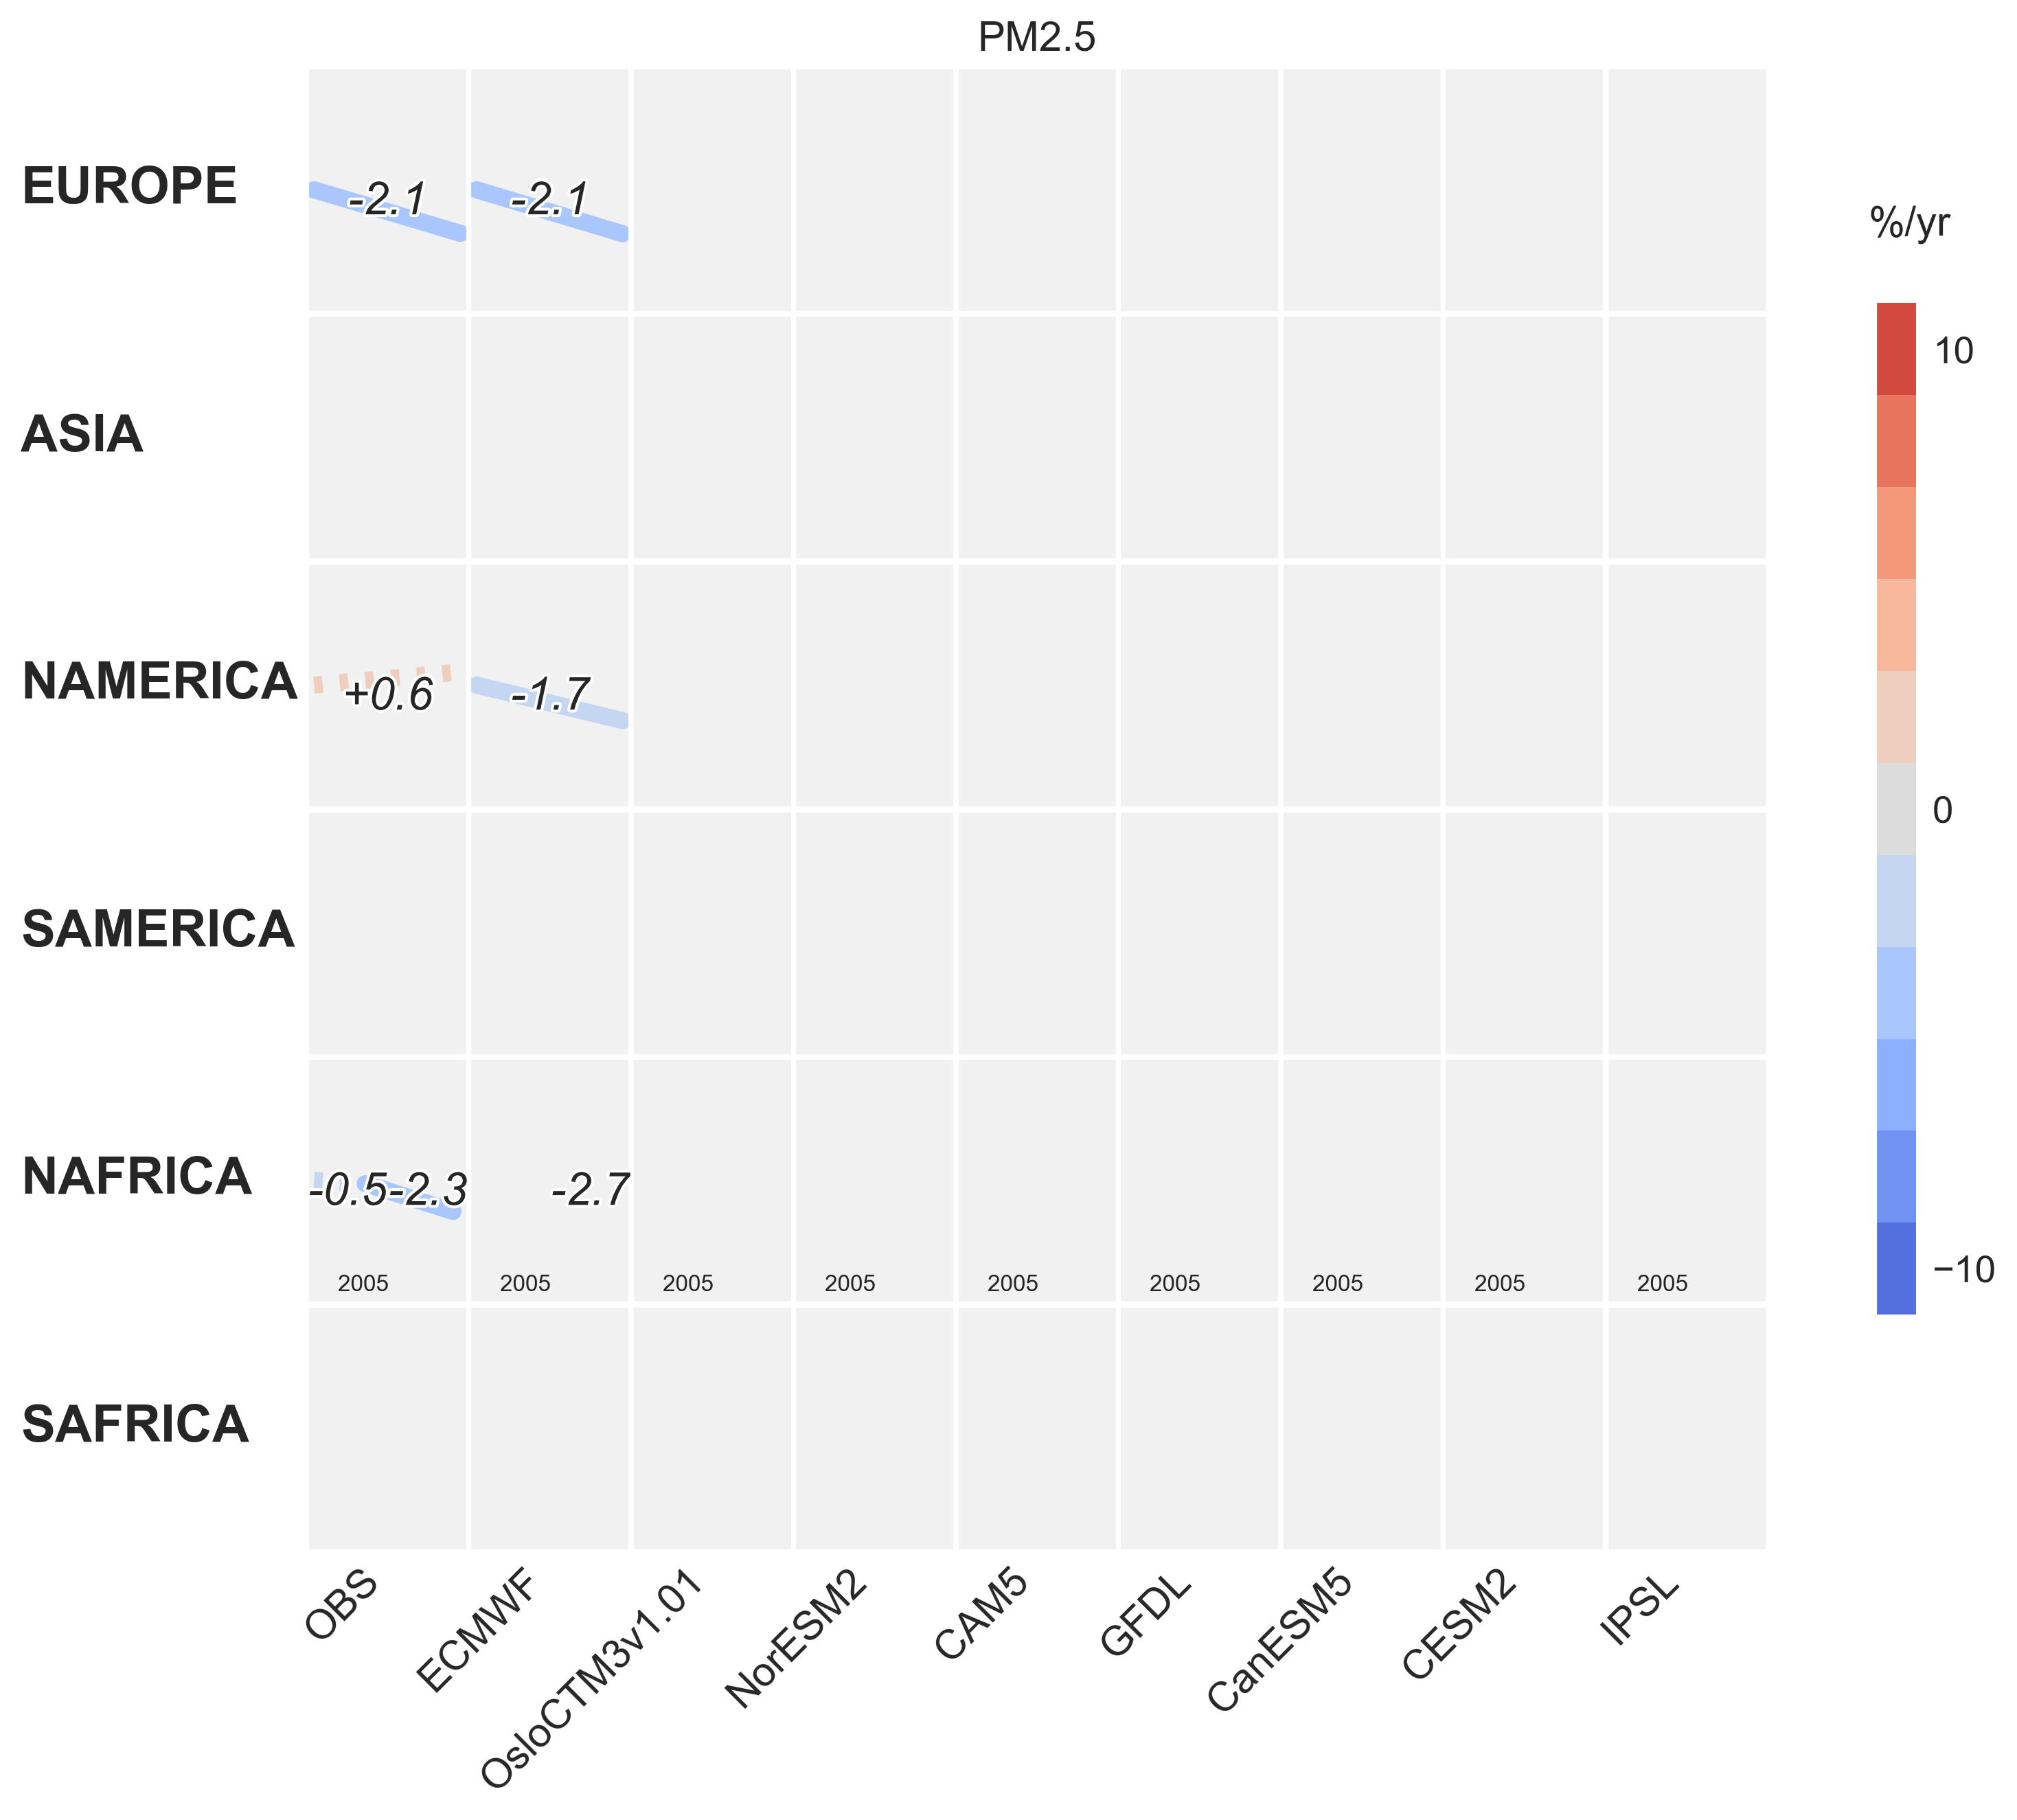 PM2.5
EUROPE
-2.1
-2.1
%/yr
10
ASIA
NAMERICA
+0.6
-1.7
0
SAMERICA
NAFRICA
-0.5
-2.3
-2.7
2005
2005
2005
2005
2005
2005
2005
2005
2005
−10
SAFRICA
OBS
ECMWF
OsloCTM3v1.01
NorESM2
CAM5
GFDL
CanESM5
CESM2
IPSL